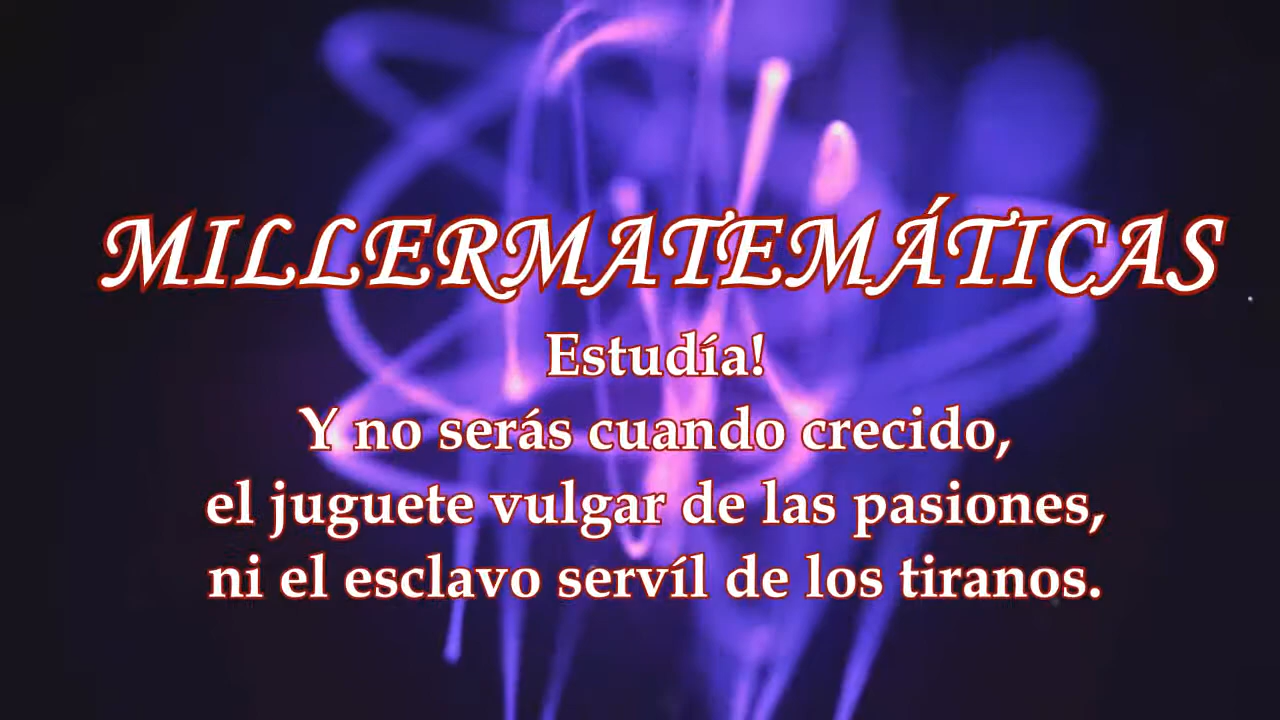 MILLERMATEMÁTICAS
Estudía!
Y no serás cuando crecido,
el juguete vulgar de las pasiones,
ni el esclavo servíl de los tiranos.